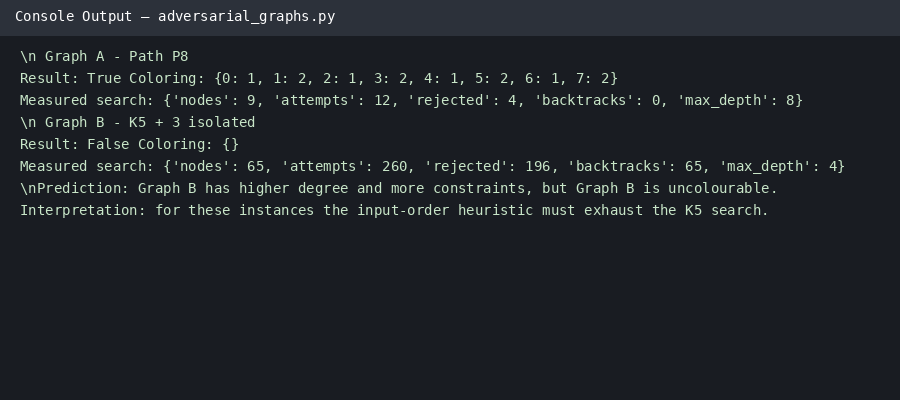 Console Output — adversarial_graphs.py
\n Graph A - Path P8
Result: True Coloring: {0: 1, 1: 2, 2: 1, 3: 2, 4: 1, 5: 2, 6: 1, 7: 2}
Measured search: {'nodes': 9, 'attempts': 12, 'rejected': 4, 'backtracks': 0, 'max_depth': 8}
\n Graph B - K5 + 3 isolated
Result: False Coloring: {}
Measured search: {'nodes': 65, 'attempts': 260, 'rejected': 196, 'backtracks': 65, 'max_depth': 4}
\nPrediction: Graph B has higher degree and more constraints, but Graph B is uncolourable.
Interpretation: for these instances the input-order heuristic must exhaust the K5 search.